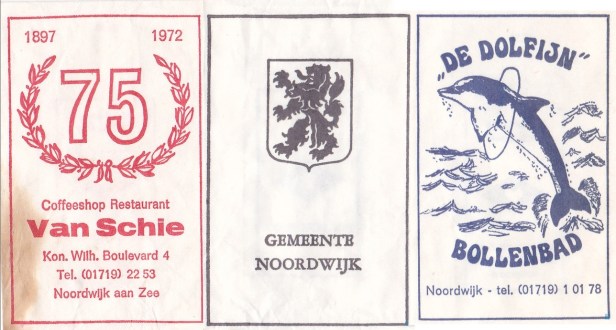 1897 1972
75
Coffeeshop Restaurant
Van Schie
Kon. Wilh. Boulevard 4
Tel. (01719) 22 53
Noordwijk aan Zee
GEMEENTE
NOORDWIJK
„DE DOLFIJN"
BOLLENBAD
Noordwijk - tel. (01719) 1 01 78